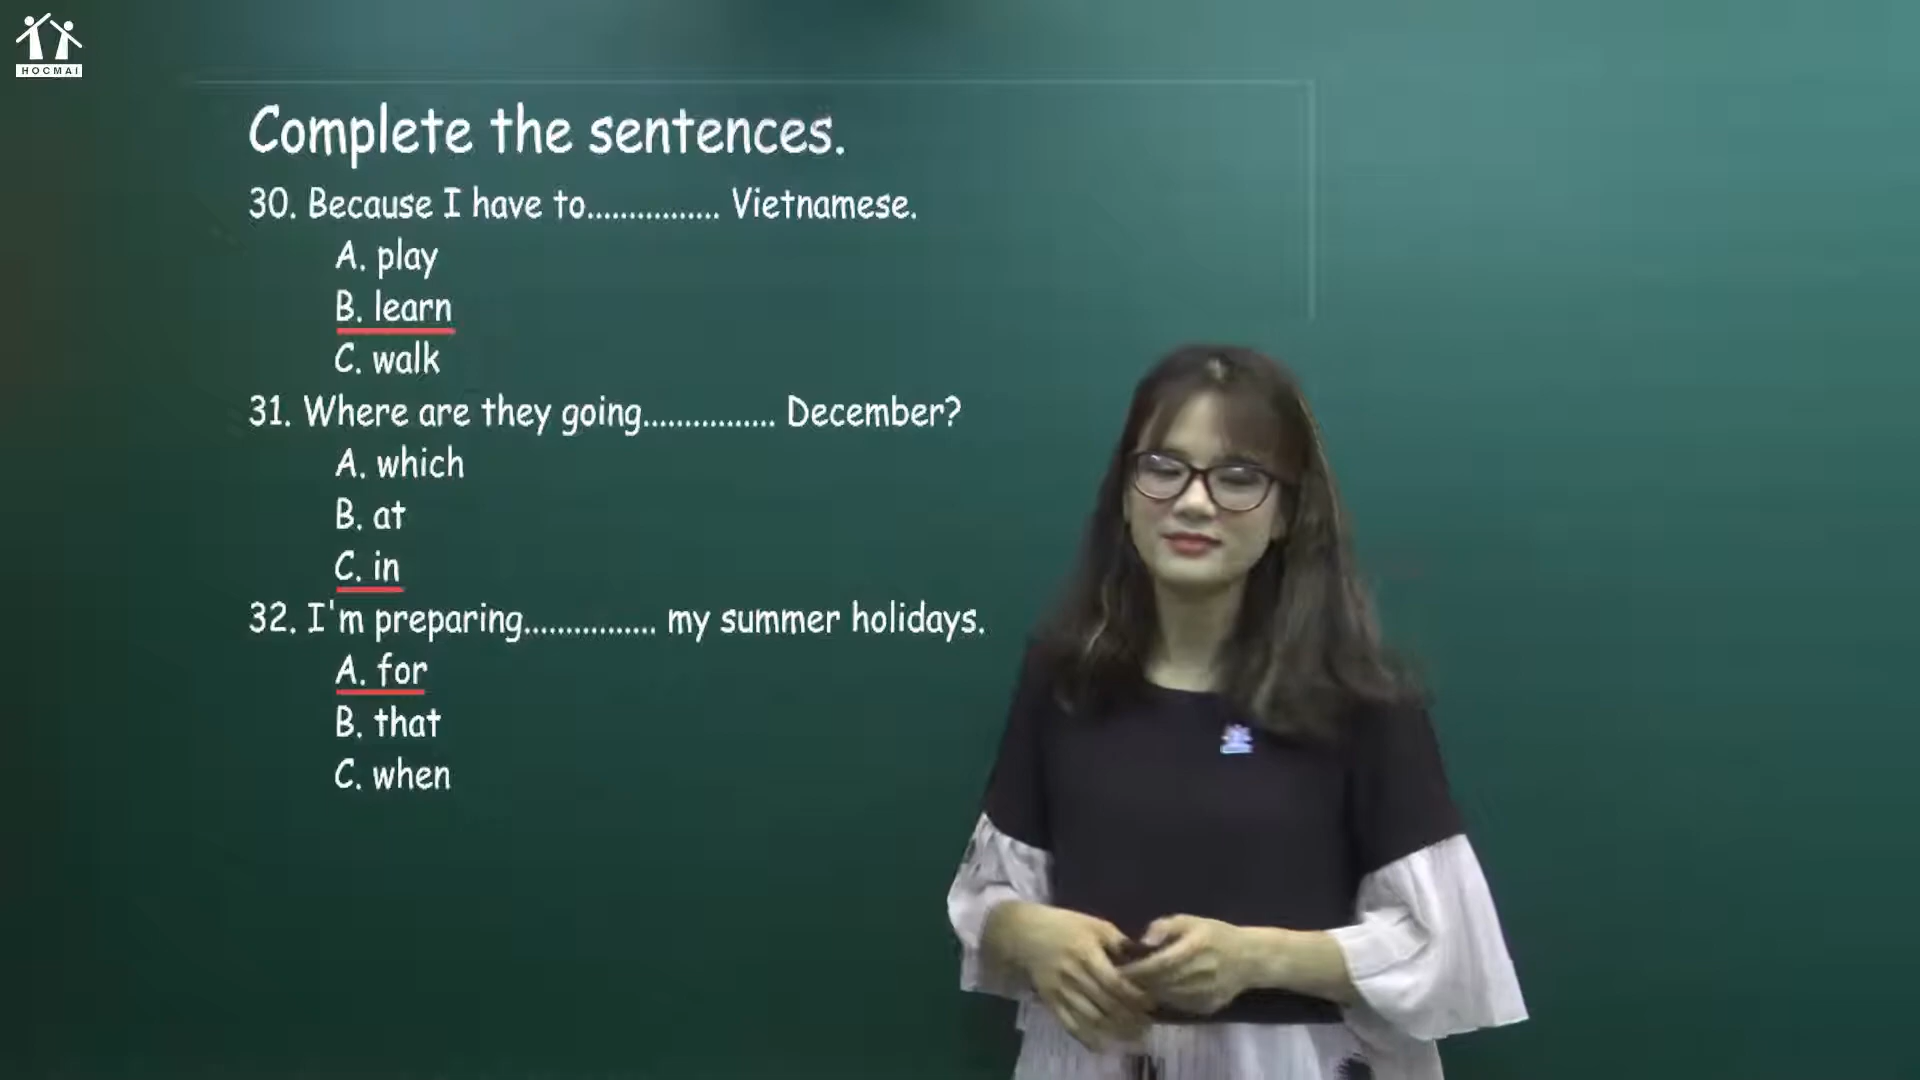 HOCMAI
Complete the sentences.
30. Because I have to................ Vietnamese.
A. play
B. learn
C. walk
31. Where are they going................ December?
A. which
B. at
C. in
32. I'm preparing................ my summer holidays.
A. for
B. that
C. when